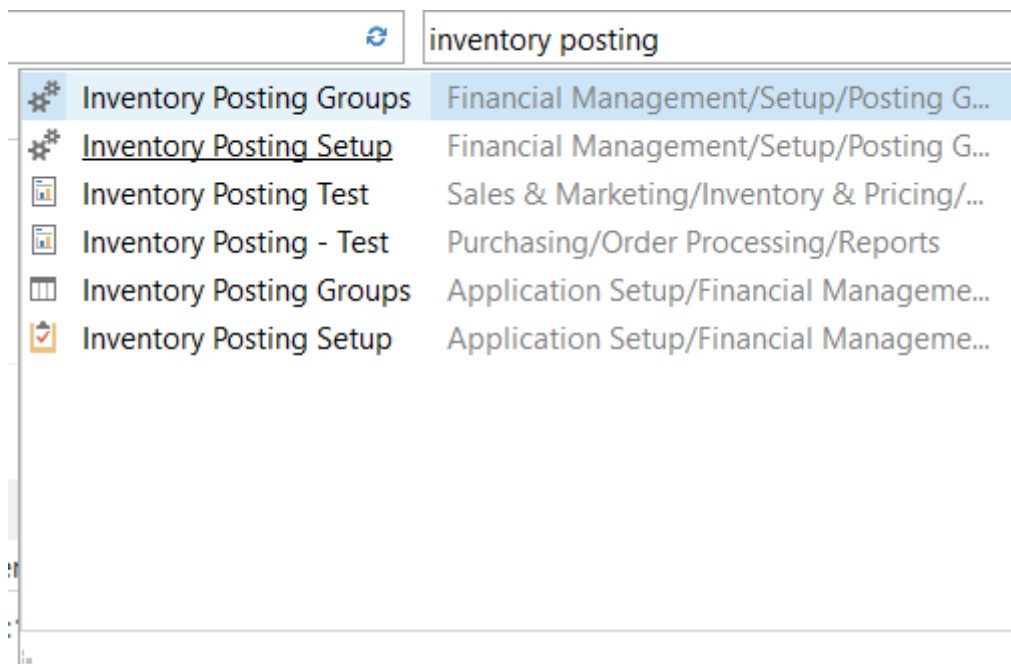 inventory posting
Inventory Posting Groups Financial Management/Setup/Posting G...
Inventory Posting Setup Financial Management/Setup/Posting G...
Inventory Posting Test Sales & Marketing/Inventory & Pricing/...
Inventory Posting - Test Purchasing/Order Processing/Reports
Inventory Posting Groups Application Setup/Financial Manageme...
Inventory Posting Setup Application Setup/Financial Manageme...